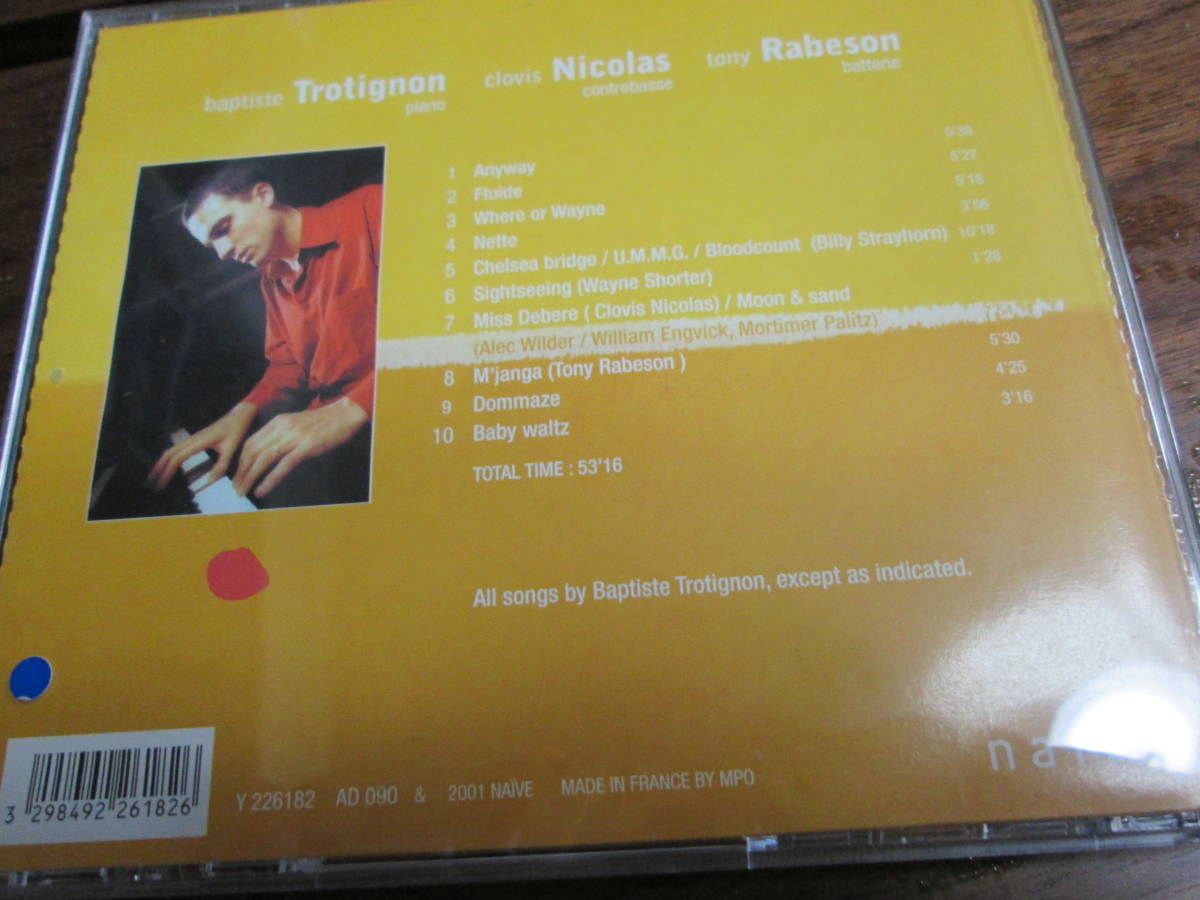 baptiste Trotignon
piano
clovis Nicolas
contrebasse
tony Rabeson
batterie
1 Anyway 5'38
2 Fluide 5'27
3 Where or Wayne 5'18
4 Nette 3'56
5 Chelsea bridge / U.M.M.G. / Bloodcount (Billy Strayhorn) 10'18
6 Sightseeing (Wayne Shorter) 1'28
7 Miss Debere ( Clovis Nicolas) / Moon & sand
(Alec Wilder / William Engvick, Mortimer Palitz)
8 M'janga (Tony Rabeson ) 5'30
9 Dommaze 4'25
10 Baby waltz 3'16
TOTAL TIME : 53'16
All songs by Baptiste Trotignon, except as indicated.
3 298492 261826
Y 226182 AD 090 & 2001 NAÏVE MADE IN FRANCE BY MPO